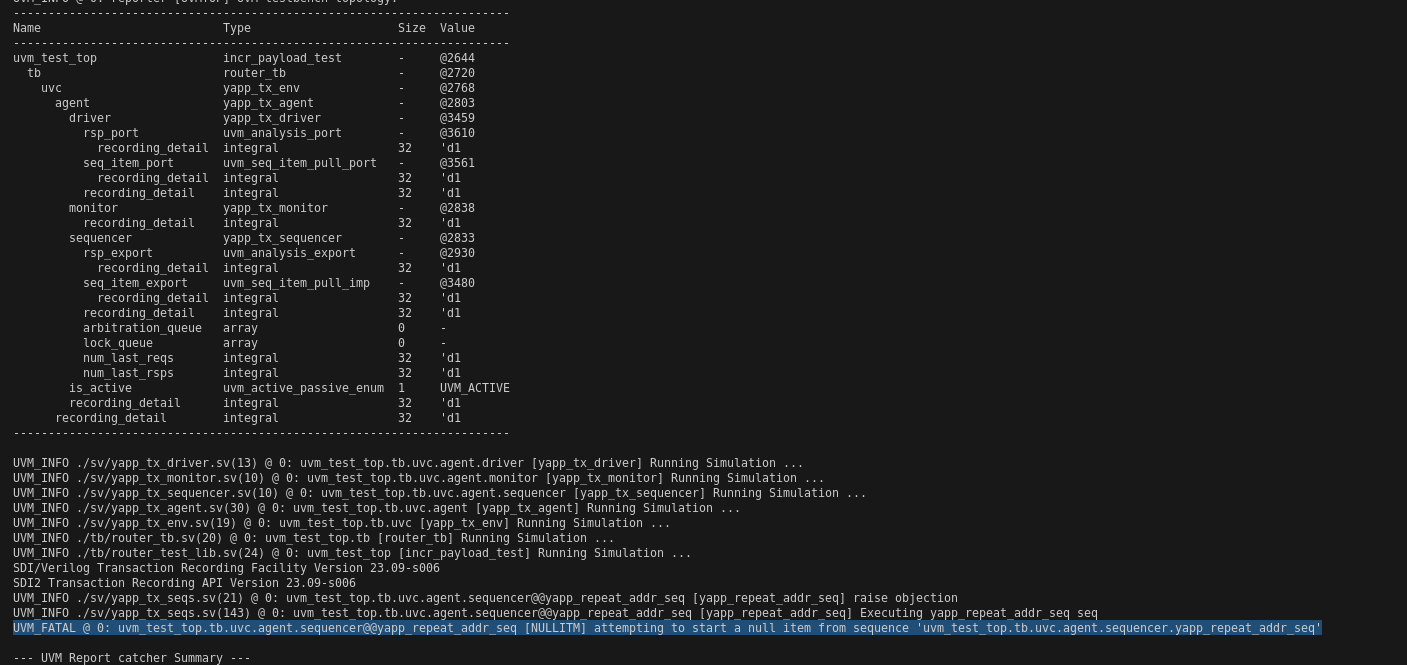 UVM_INFO @ 0: reporter [UVMTOP] UVM testbench topology:
-----------------------------------------------------------------------
Name                          Type                     Size  Value
-----------------------------------------------------------------------
uvm_test_top                  incr_payload_test        -     @2644
  tb                          router_tb                -     @2720
    uvc                       yapp_tx_env              -     @2768
      agent                   yapp_tx_agent            -     @2803
        driver                yapp_tx_driver           -     @3459
          rsp_port            uvm_analysis_port        -     @3610
            recording_detail  integral                 32    'd1
          seq_item_port       uvm_seq_item_pull_port   -     @3561
            recording_detail  integral                 32    'd1
          recording_detail    integral                 32    'd1
        monitor               yapp_tx_monitor          -     @2838
          recording_detail    integral                 32    'd1
        sequencer             yapp_tx_sequencer        -     @2833
          rsp_export          uvm_analysis_export      -     @2930
            recording_detail  integral                 32    'd1
          seq_item_export     uvm_seq_item_pull_imp    -     @3480
            recording_detail  integral                 32    'd1
          recording_detail    integral                 32    'd1
          arbitration_queue   array                    0     -
          lock_queue          array                    0     -
          num_last_reqs       integral                 32    'd1
          num_last_rsps       integral                 32    'd1
        is_active             uvm_active_passive_enum  1     UVM_ACTIVE
        recording_detail      integral                 32    'd1
      recording_detail        integral                 32    'd1
-----------------------------------------------------------------------
UVM_INFO ./sv/yapp_tx_driver.sv(13) @ 0: uvm_test_top.tb.uvc.agent.driver [yapp_tx_driver] Running Simulation ...
UVM_INFO ./sv/yapp_tx_monitor.sv(10) @ 0: uvm_test_top.tb.uvc.agent.monitor [yapp_tx_monitor] Running Simulation ...
UVM_INFO ./sv/yapp_tx_sequencer.sv(10) @ 0: uvm_test_top.tb.uvc.agent.sequencer [yapp_tx_sequencer] Running Simulation ...
UVM_INFO ./sv/yapp_tx_agent.sv(30) @ 0: uvm_test_top.tb.uvc.agent [yapp_tx_agent] Running Simulation ...
UVM_INFO ./sv/yapp_tx_env.sv(19) @ 0: uvm_test_top.tb.uvc [yapp_tx_env] Running Simulation ...
UVM_INFO ./tb/router_tb.sv(20) @ 0: uvm_test_top.tb [router_tb] Running Simulation ...
UVM_INFO ./tb/router_test_lib.sv(24) @ 0: uvm_test_top [incr_payload_test] Running Simulation ...
SDI/Verilog Transaction Recording Facility Version 23.09-s006
SDI2 Transaction Recording API Version 23.09-s006
UVM_INFO ./sv/yapp_tx_seqs.sv(21) @ 0: uvm_test_top.tb.uvc.agent.sequencer@@yapp_repeat_addr_seq [yapp_repeat_addr_seq] raise objection
UVM_INFO ./sv/yapp_tx_seqs.sv(143) @ 0: uvm_test_top.tb.uvc.agent.sequencer@@yapp_repeat_addr_seq [yapp_repeat_addr_seq] Executing yapp_repeat_addr_seq seq
UVM_FATAL @ 0: uvm_test_top.tb.uvc.agent.sequencer@@yapp_repeat_addr_seq [NULLITM] attempting to start a null item from sequence 'uvm_test_top.tb.uvc.agent.sequencer.yapp_repeat_addr_seq'
--- UVM Report catcher Summary ---